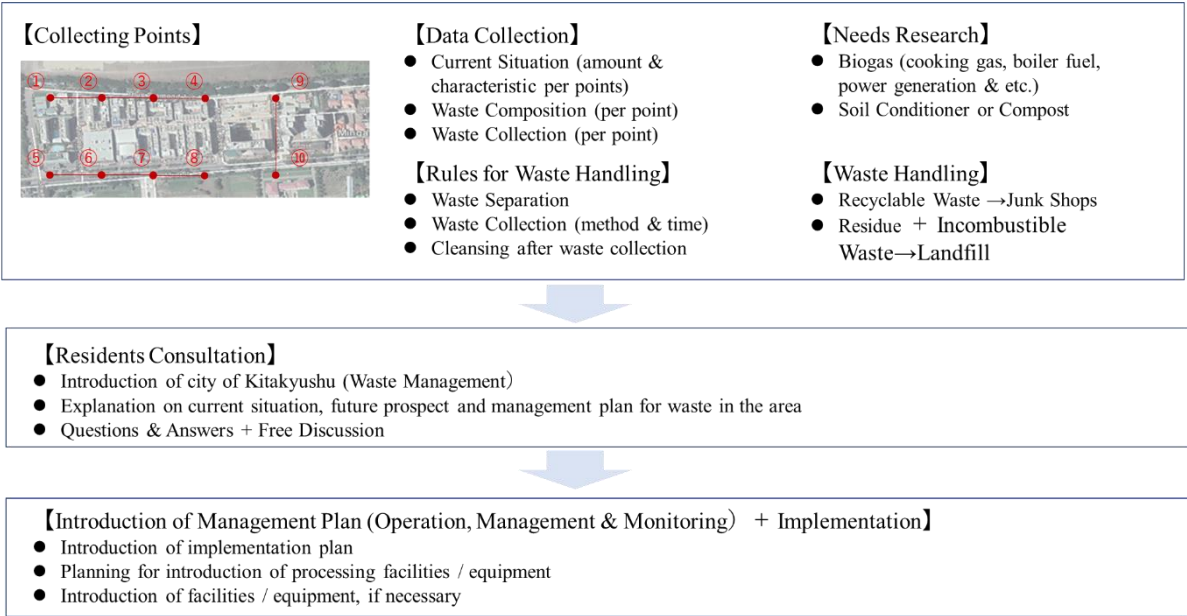 【Collecting Points】
① ② ③ ④ ⑨
⑤ ⑥ ⑦ ⑧ ⑩
【Data Collection】
● Current Situation (amount &
characteristic per points)
● Waste Composition (per point)
● Waste Collection (per point)
【Needs Research】
● Biogas (cooking gas, boiler fuel,
power generation & etc.)
● Soil Conditioner or Compost
【Rules for Waste Handling】
● Waste Separation
● Waste Collection (method & time)
● Cleansing after waste collection
【Waste Handling】
● Recyclable Waste →Junk Shops
● Residue + Incombustible
Waste→Landfill
【Residents Consultation】
● Introduction of city of Kitakyushu (Waste Management）
● Explanation on current situation, future prospect and management plan for waste in the area
● Questions & Answers + Free Discussion
【Introduction of Management Plan (Operation, Management & Monitoring） + Implementation】
● Introduction of implementation plan
● Planning for introduction of processing facilities / equipment
● Introduction of facilities / equipment, if necessary